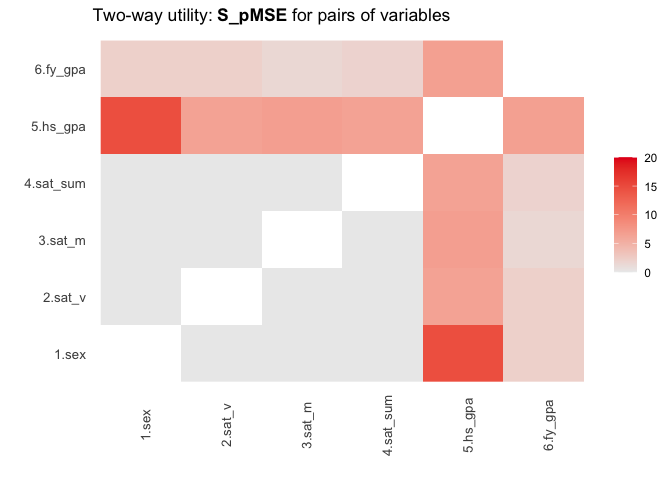 Two-way utility: S_pMSE for pairs of variables
6.fy_gpa
5.hs_gpa
4.sat_sum
3.sat_m
2.sat_v
1.sex
1.sex
2.sat_v
3.sat_m
4.sat_sum
5.hs_gpa
6.fy_gpa
20
15
10
5
0